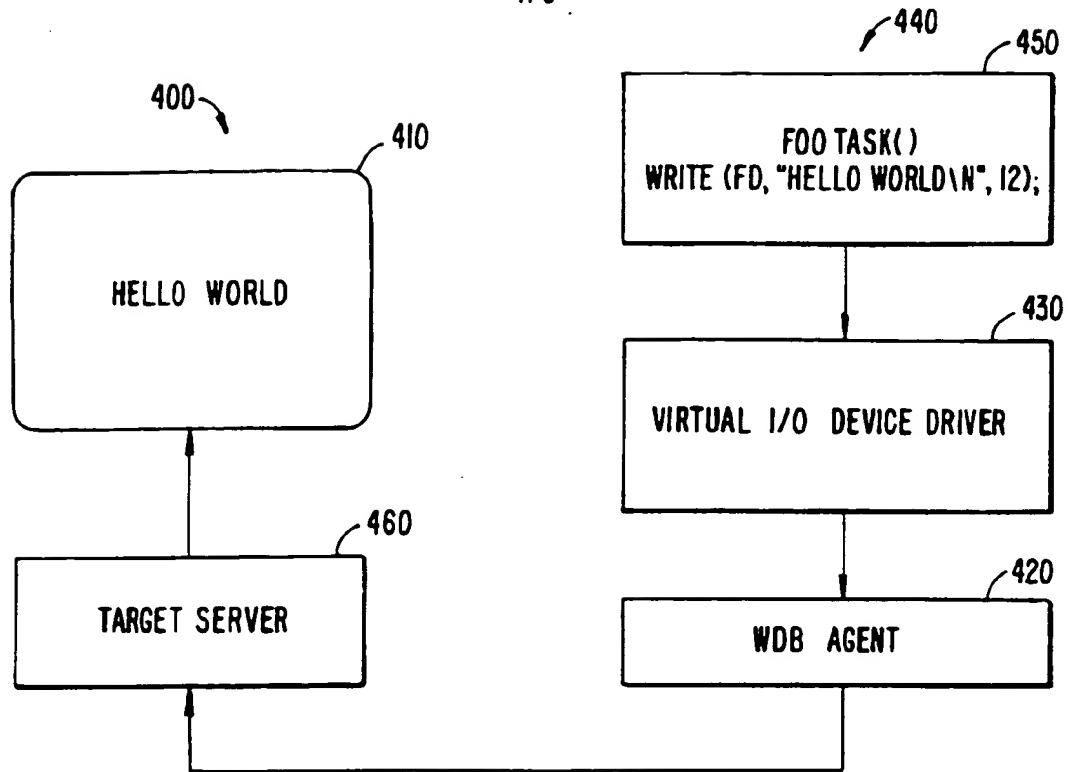 440
450
400
410
FOO TASK()
WRITE (FD, "HELLO WORLD\N", 12);
HELLO WORLD
430
VIRTUAL I/O DEVICE DRIVER
460
420
TARGET SERVER
WDB AGENT